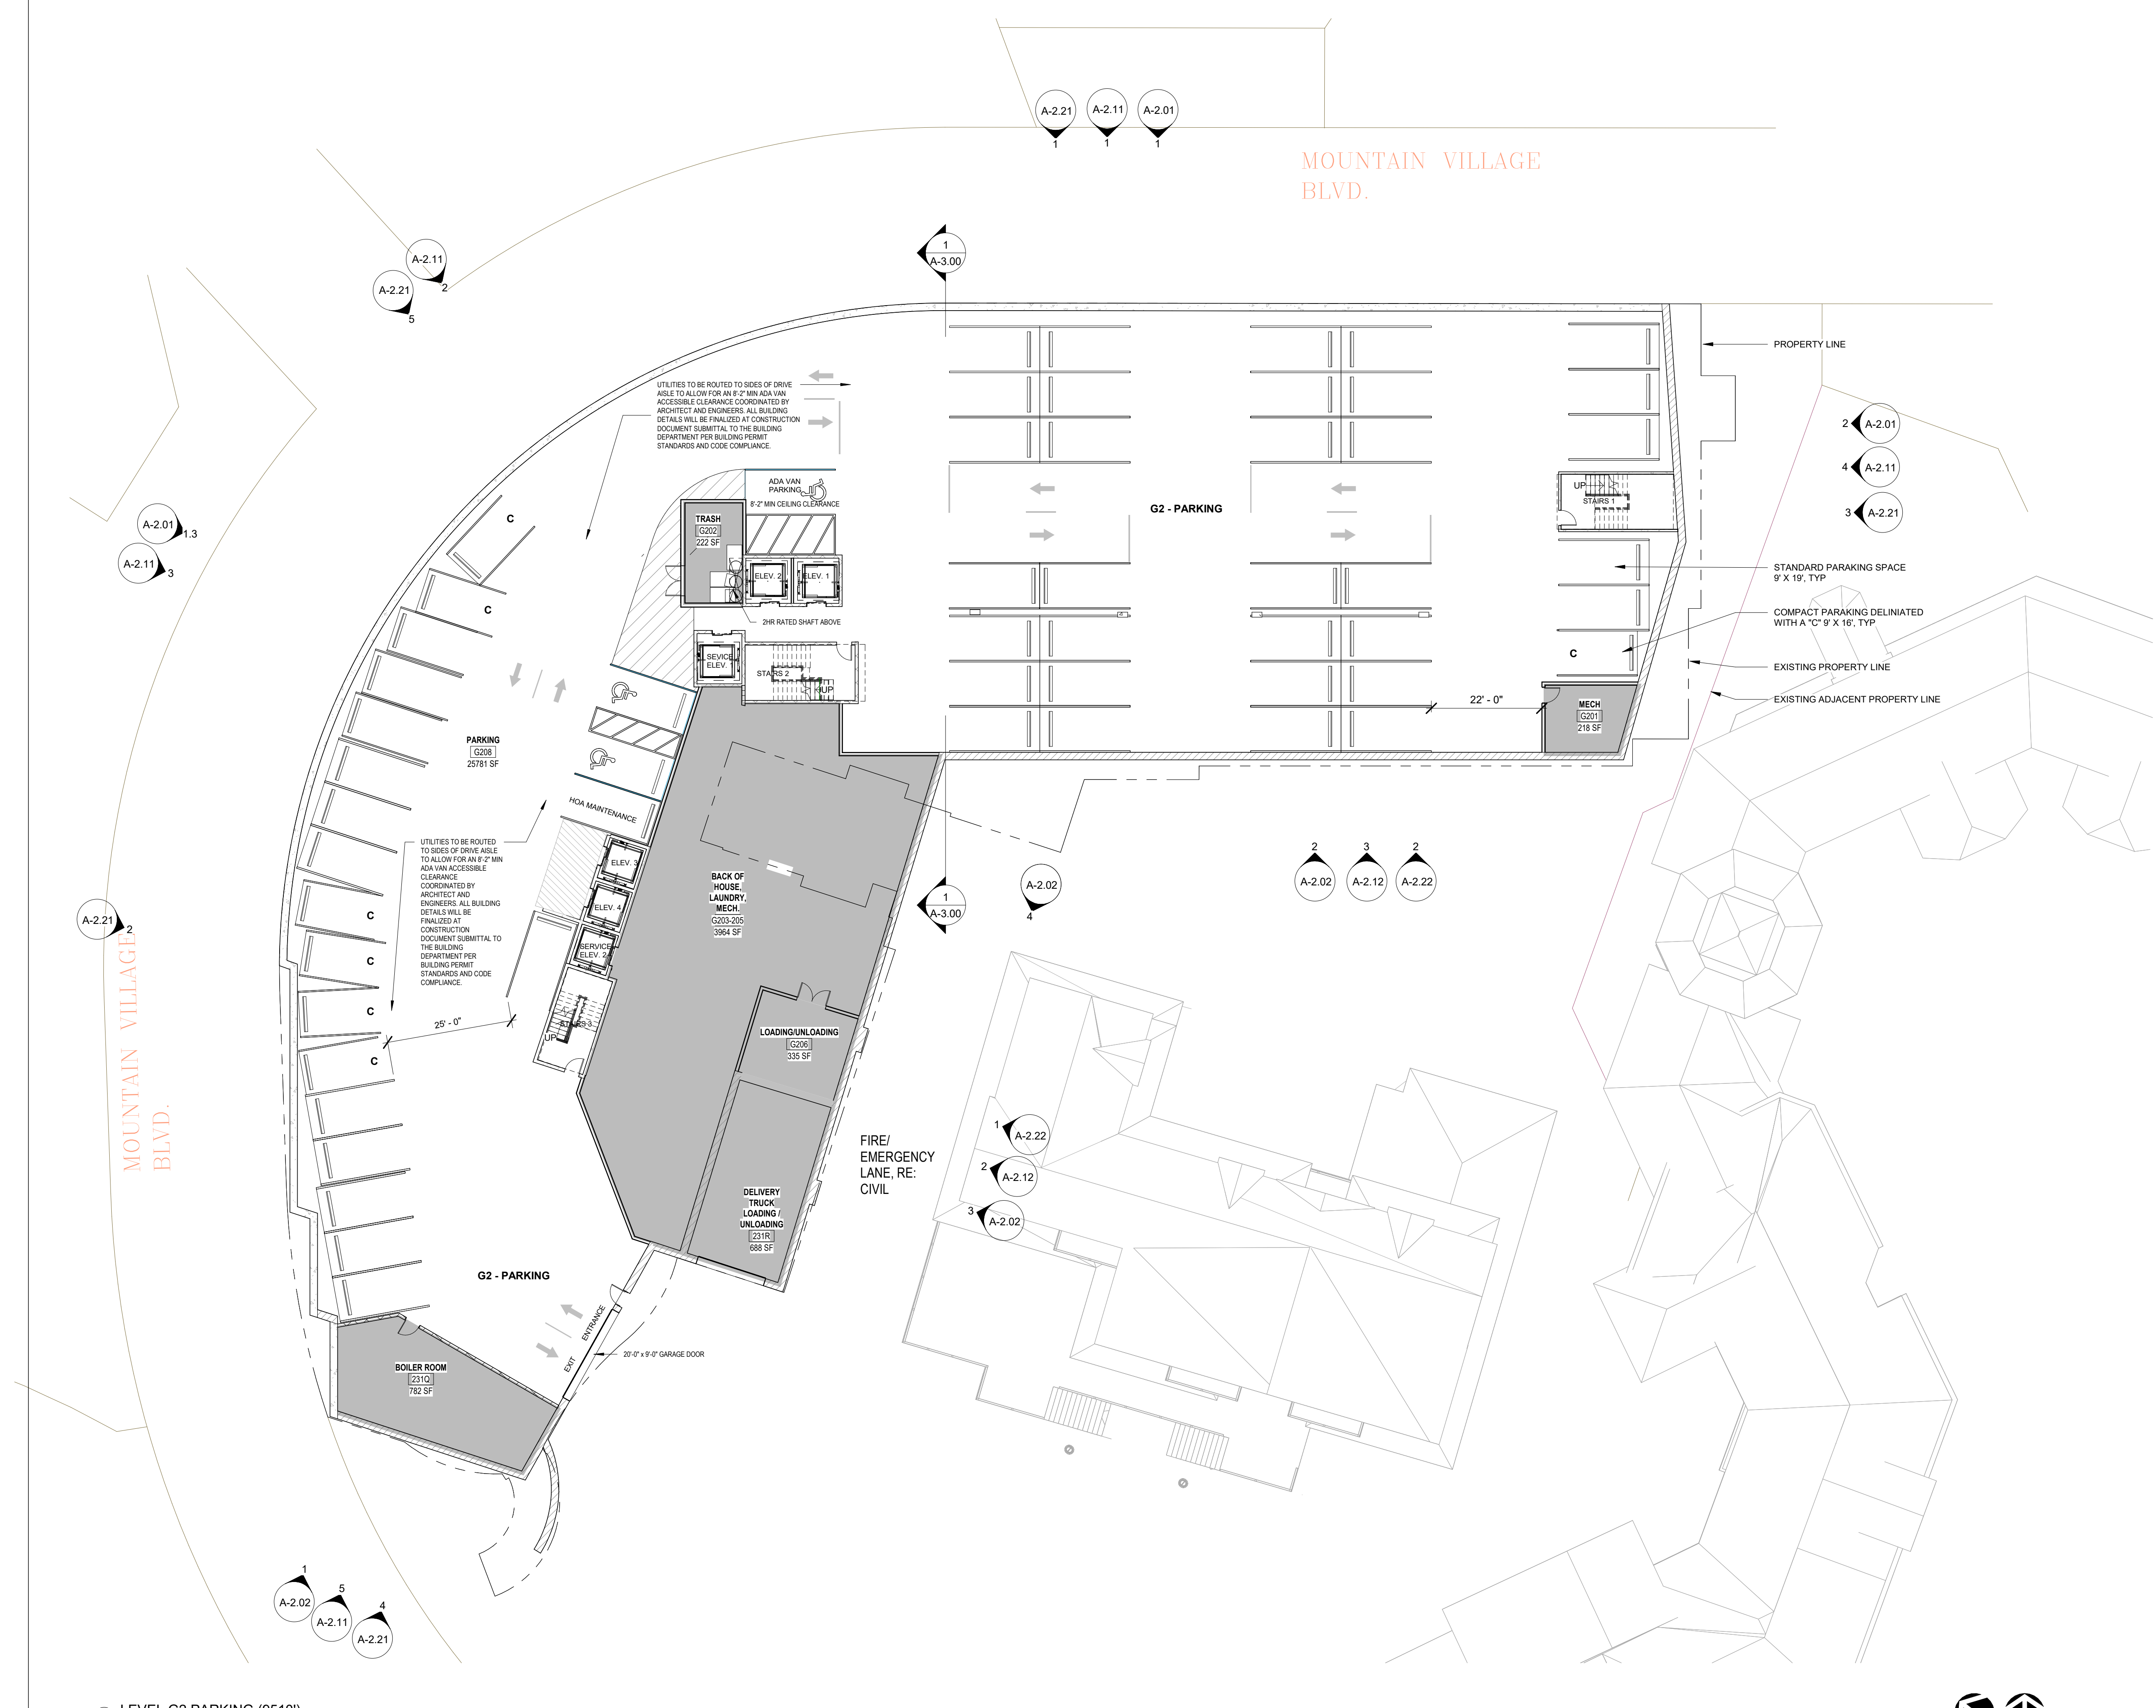 A-2.21
1
A-2.11
1
A-2.01
1
MOUNTAIN VILLAGE
BLVD.
A-2.11
2
A-2.21
5
1
A-3.00
PROPERTY LINE
UTILITIES TO BE ROUTED TO SIDES OF DRIVE
AISLE TO ALLOW FOR AN 8'-2" MIN ADA VAN
ACCESSIBLE CLEARANCE COORDINATED BY
ARCHITECT AND ENGINEERS. ALL BUILDING
DETAILS WILL BE FINALIZED AT CONSTRUCTION
DOCUMENT SUBMITTAL TO THE BUILDING
DEPARTMENT PER BUILDING PERMIT
STANDARDS AND CODE COMPLIANCE.
2
A-2.01
4
A-2.11
3
A-2.21
ADA VAN
PARKING
8'-2" MIN CEILING CLEARANCE
G2 - PARKING
UP
STAIRS 1
C
TRASH
G202
222 SF
A-2.01
1.3
A-2.11
3
ELEV. 2
ELEV. 1
STANDARD PARAKING SPACE
9' X 19', TYP
C
2HR RATED SHAFT ABOVE
COMPACT PARAKING DELINIATED
WITH A "C" 9' X 16', TYP
C
SEVICE
ELEV. 1
STAIRS 2
UP
EXISTING PROPERTY LINE
22' - 0"
EXISTING ADJACENT PROPERTY LINE
MECH
G201
218 SF
PARKING
G208
25781 SF
HOA MAINTENANCE
UTILITIES TO BE ROUTED
TO SIDES OF DRIVE AISLE
TO ALLOW FOR AN 8'-2" MIN
ADA VAN ACCESSIBLE
CLEARANCE
COORDINATED BY
ARCHITECT AND
ENGINEERS. ALL BUILDING
DETAILS WILL BE
FINALIZED AT
CONSTRUCTION
DOCUMENT SUBMITTAL TO
THE BUILDING
DEPARTMENT PER
BUILDING PERMIT
STANDARDS AND CODE
COMPLIANCE.
ELEV. 3
ELEV. 4
SERVICE
ELEV. 2
BACK OF
HOUSE,
LAUNDRY,
MECH.
G203-205
3964 SF
1
A-3.00
A-2.02
4
2
A-2.02
3
A-2.12
2
A-2.22
A-2.21
2
C
C
C
C
MOUNTAIN VILLAGE
BLVD.
25' - 0"
STAIRS 3
UP
LOADING/UNLOADING
G206
335 SF
FIRE/
EMERGENCY
LANE, RE:
CIVIL
1
A-2.22
2
A-2.12
3
A-2.02
DELIVERY
TRUCK
LOADING /
UNLOADING
231R
688 SF
G2 - PARKING
ENTRANCE
EXIT
20'-0" x 9'-0" GARAGE DOOR
BOILER ROOM
231Q
782 SF
1
A-2.02
5
A-2.11
4
A-2.21